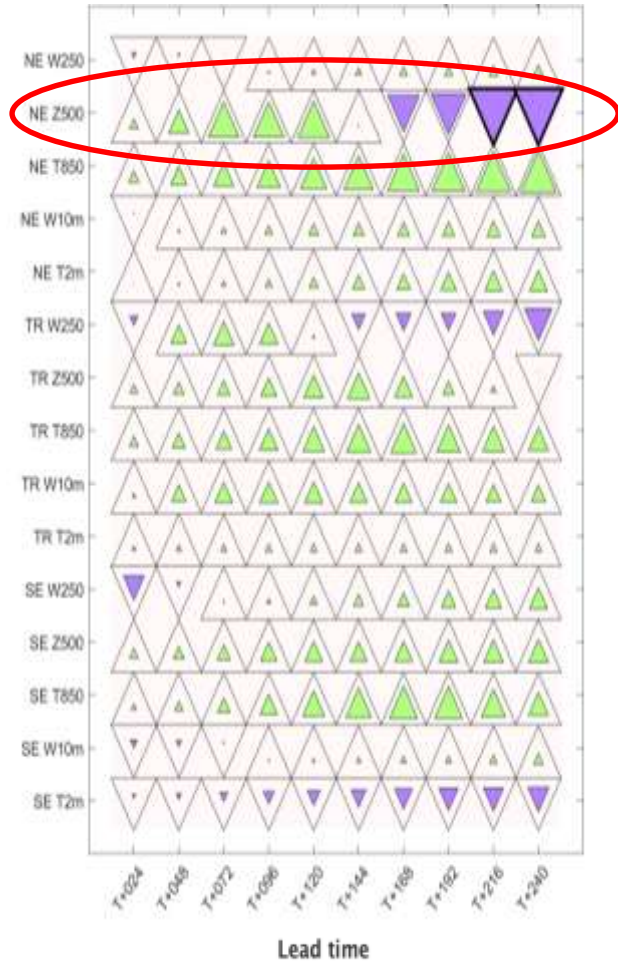 NE W250
NE Z500
NE T850
NE W10m
NE T2m
TR W250
TR Z500
TR T850
TR W10m
TR T2m
SE W250
SE Z500
SE T850
SE W10m
SE T2m
T+024 T+048 T+072 T+096 T+120 T+144 T+168 T+192 T+216 T+240
Lead time